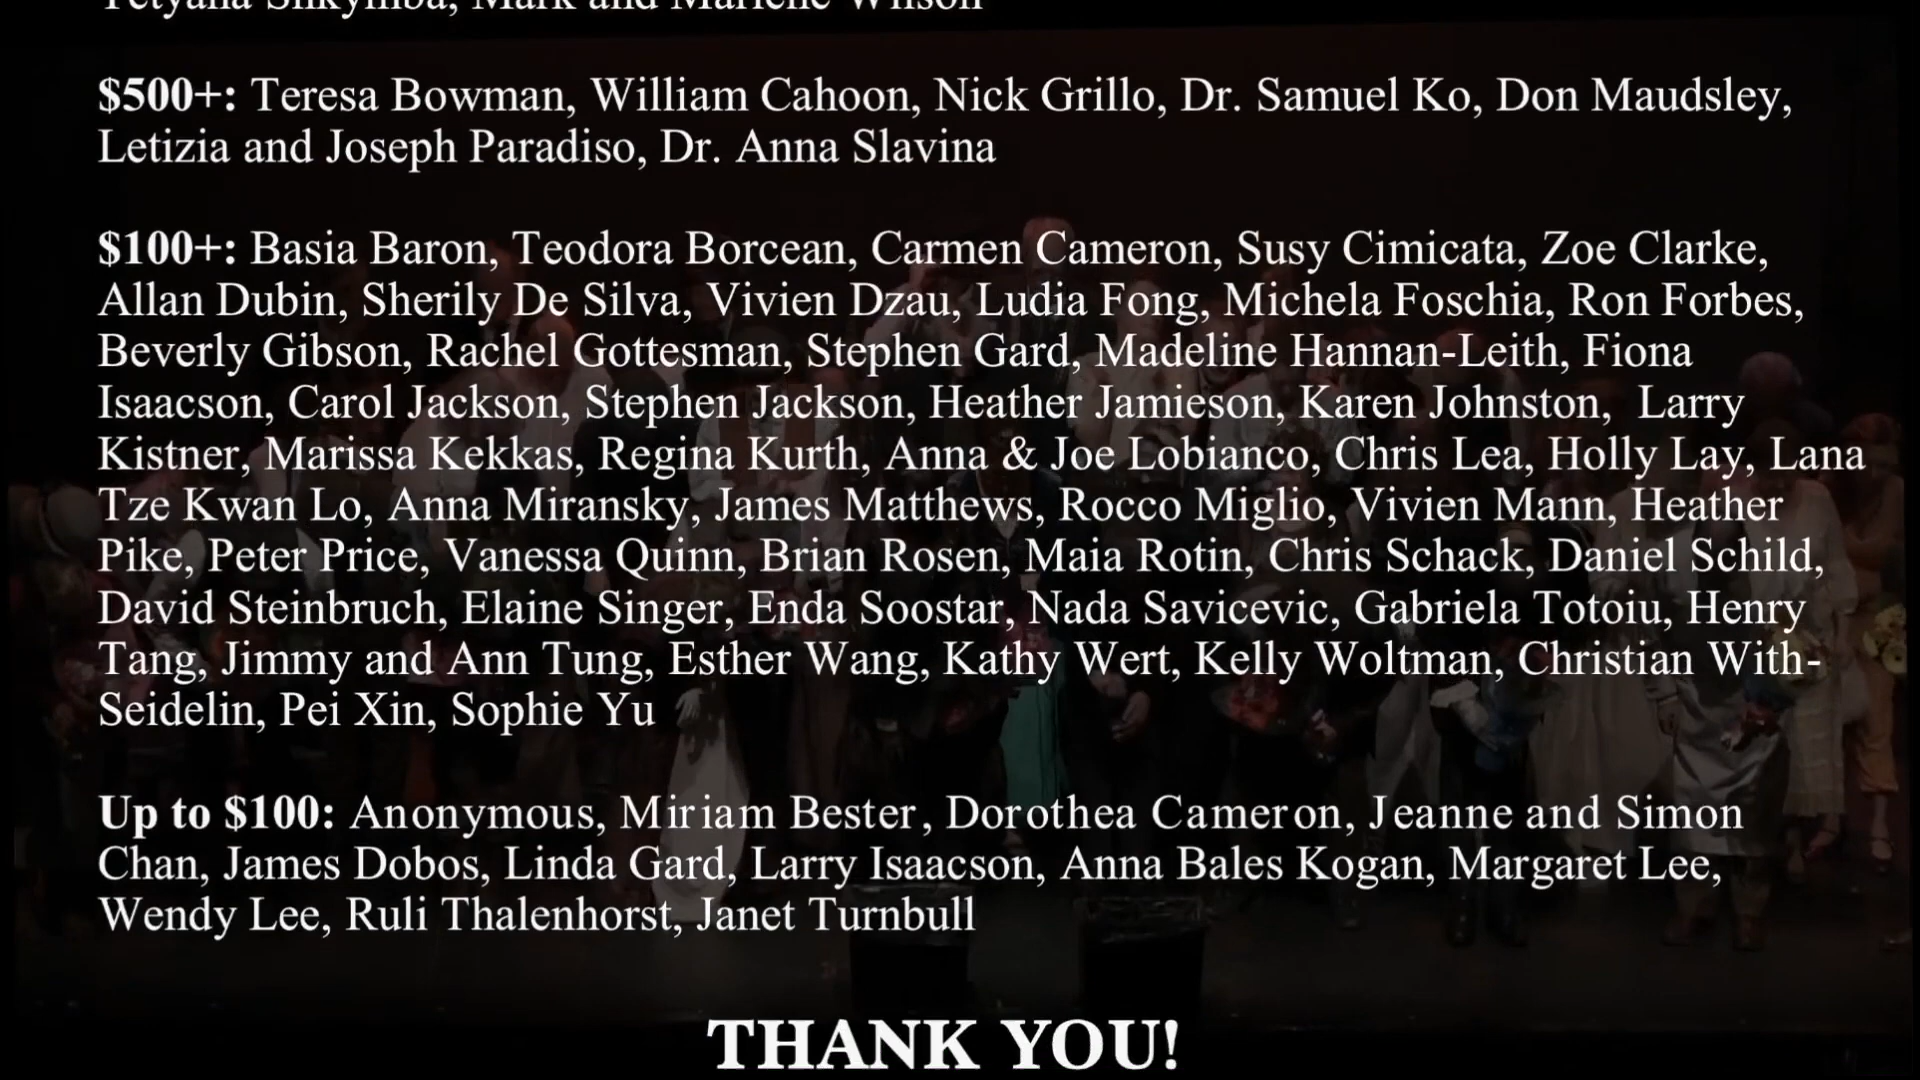 Mark and Marielle Wilson
$500+: Teresa Bowman, William Cahoon, Nick Grillo, Dr. Samuel Ko, Don Maudsley,
Letizia and Joseph Paradiso, Dr. Anna Slavina
$100+: Basia Baron, Teodora Borcean, Carmen Cameron, Susy Cimicata, Zoe Clarke,
Allan Dubin, Sherily De Silva, Vivien Dzau, Ludia Fong, Michela Foschia, Ron Forbes,
Beverly Gibson, Rachel Gottesman, Stephen Gard, Madeline Hannan-Leith, Fiona
Isaacson, Carol Jackson, Stephen Jackson, Heather Jamieson, Karen Johnston, Larry
Kistner, Marissa Kekkas, Regina Kurth, Anna & Joe Lobianco, Chris Lea, Holly Lay, Lana
Tze Kwan Lo, Anna Miransky, James Matthews, Rocco Miglio, Vivien Mann, Heather
Pike, Peter Price, Vanessa Quinn, Brian Rosen, Maia Rotin, Chris Schack, Daniel Schild,
David Steinbruch, Elaine Singer, Enda Soostar, Nada Savicevic, Gabriela Totoiu, Henry
Tang, Jimmy and Ann Tung, Esther Wang, Kathy Wert, Kelly Woltman, Christian With-
Seidelin, Pei Xin, Sophie Yu
Up to $100: Anonymous, Miriam Bester, Dorothea Cameron, Jeanne and Simon
Chan, James Dobos, Linda Gard, Larry Isaacson, Anna Bales Kogan, Margaret Lee,
Wendy Lee, Ruli Thalenhorst, Janet Turnbull
THANK YOU!